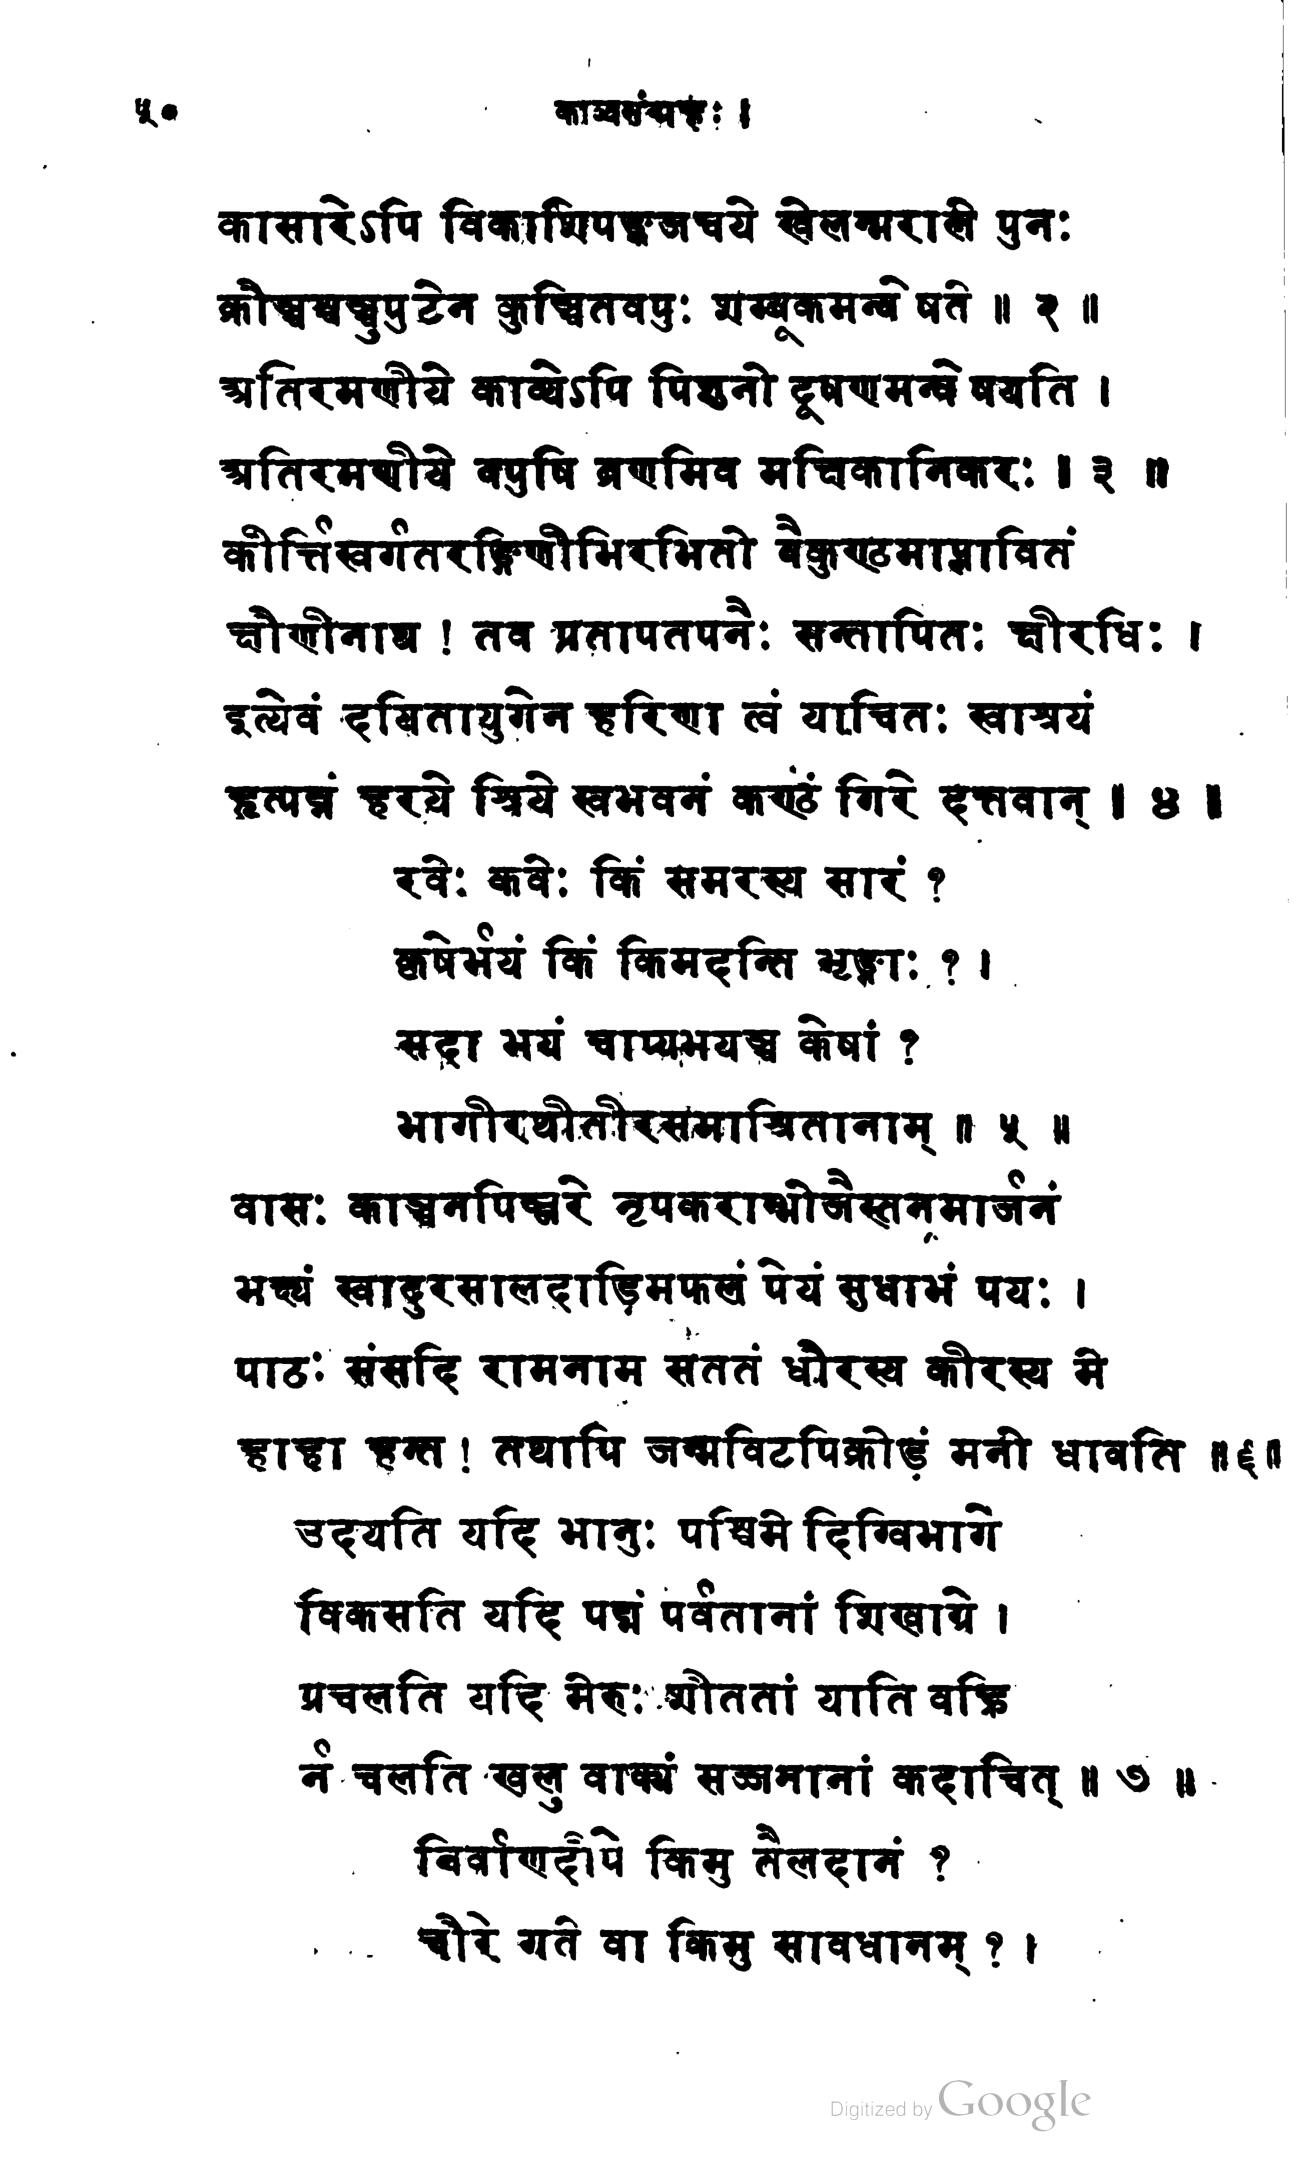 ५० काव्यसंग्रहः ।
कासारेऽपि विकाशिपङ्कजचये खेलन्मराले पुनः
क्रौञ्चश्चञ्चुपुटेन कुञ्चितवपुः शम्बूकमन्वेषते ॥ २ ॥
अतिरमणीये काव्येऽपि पिशुनो दूषणमन्वेषयति ।
अतिरमणीये वपुषि व्रणमिव मक्षिकानिकरः ॥ ३ ॥
कीर्त्तिस्वर्गतरङ्गिणीभिरभितो वैकुण्ठमाप्लावितं
क्षौणीनाथ ! तव प्रतापतपनैः सन्तापितः क्षीरधिः ।
इत्येवं दयितायुगेन हरिणा त्वं याचितः स्वाश्रयं
हृत्पद्मं हरये श्रिये स्वभवनं कण्ठं गिरे दत्तवान् ॥ ४ ॥
रवेः कवेः किं समरस्य सारं ?
कृषेर्भयं किं किमदन्ति भृङ्गाः ? ।
सदा भयं चाप्यभयञ्च केषां ?
भागीरथीतीरसमाश्रितानाम् ॥ ५ ॥
वासः काञ्चनपिञ्जरे नृपकराम्भोजैस्तनूमार्जनं
भक्ष्यं स्वादुरसालदाड़िमफलं पेयं सुधाभं पयः ।
पाठः संसदि रामनाम सततं धीरस्य कीरस्य मे
हाहा हन्त ! तथापि जन्मविटपिक्रोड़ं मनो धावति ॥ ६ ॥
उदयति यदि भानुः पश्चिमे दिग्विभागे
विकसति यदि पद्मं पर्वतानां शिखाग्रे ।
प्रचलति यदि मेरुः शीततां याति वह्नि
र्न चलति खलु वाक्यं सज्जनानां कदाचित् ॥ ७ ॥
निर्वाणदीपे किमु तैलदानं ?
चौरे गते वा किमु सावधानम् ? ।
Digitized by Google